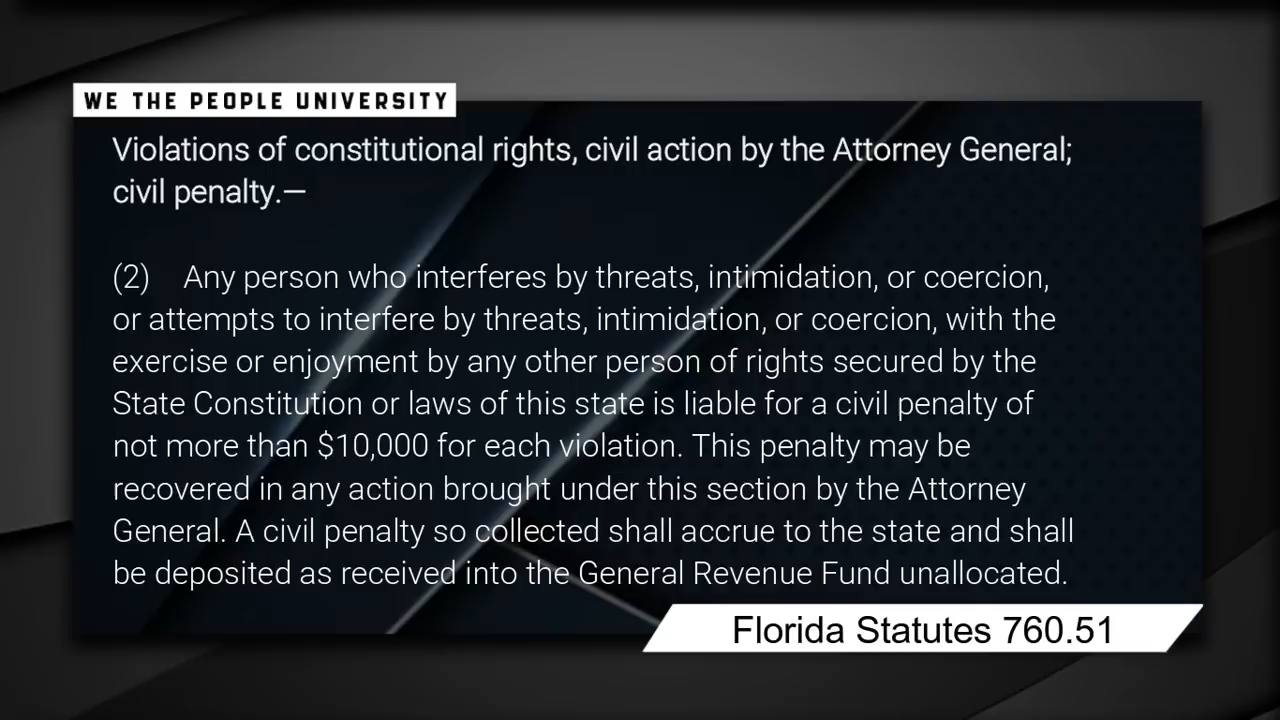 WE THE PEOPLE UNIVERSITY
Violations of constitutional rights, civil action by the Attorney General;
civil penalty.—
(2) Any person who interferes by threats, intimidation, or coercion,
or attempts to interfere by threats, intimidation, or coercion, with the
exercise or enjoyment by any other person of rights secured by the
State Constitution or laws of this state is liable for a civil penalty of
not more than $10,000 for each violation. This penalty may be
recovered in any action brought under this section by the Attorney
General. A civil penalty so collected shall accrue to the state and shall
be deposited as received into the General Revenue Fund unallocated.
Florida Statutes 760.51